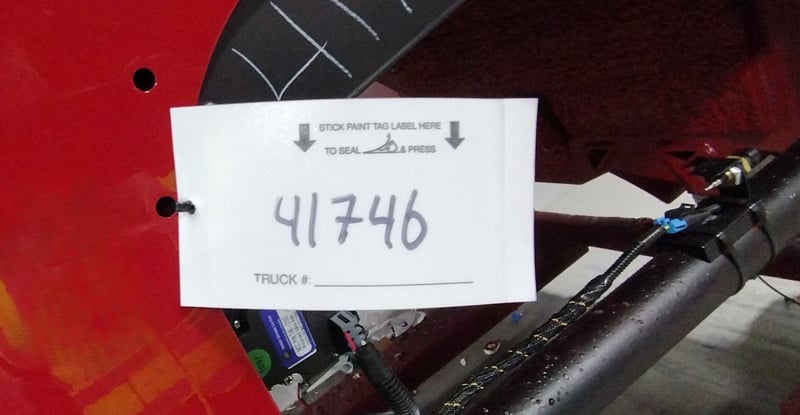 STICK PAINT TAG LABEL HERE
TO SEAL & PRESS
41746
TRUCK #: